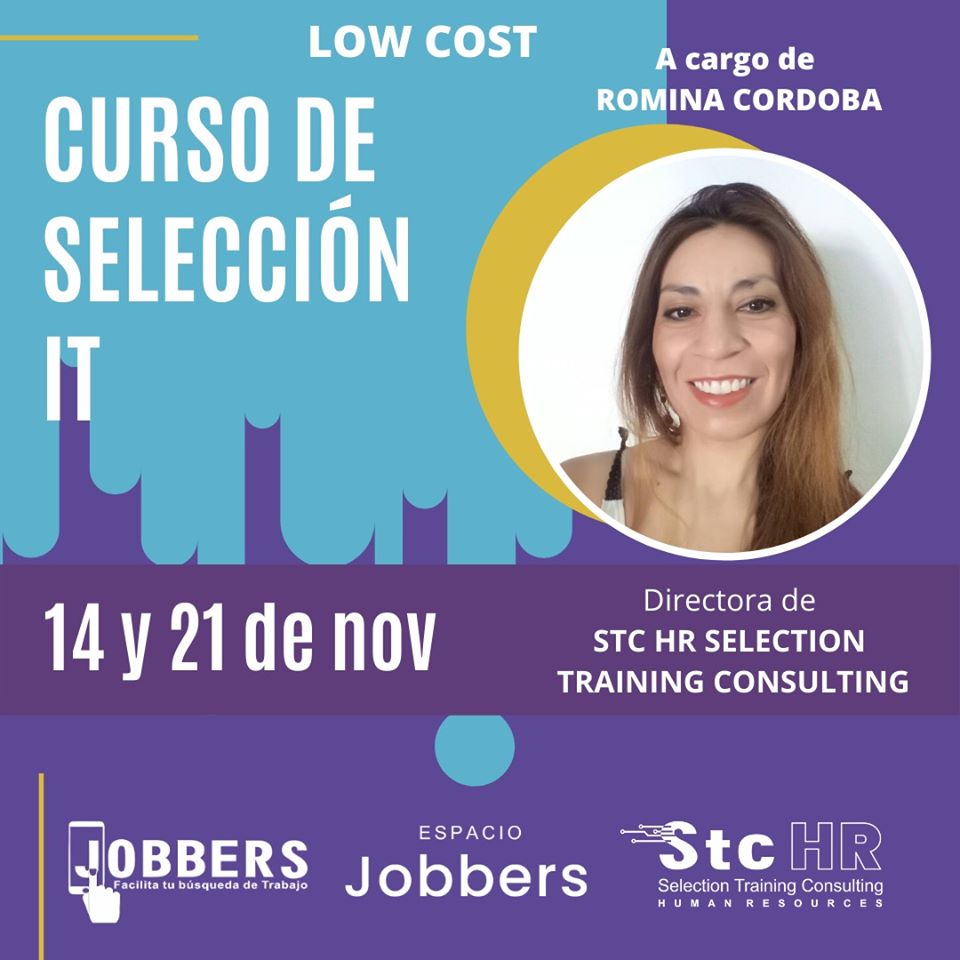 LOW COST
CURSO DE
SELECCIÓN
IT
A cargo de
ROMINA CORDOBA
14 y 21 de nov
Directora de
STC HR SELECTION
TRAINING CONSULTING
JOBBERS
Facilita tu búsqueda de Trabajo
ESPACIO
Jobbers
Stc HR
Selection Training Consulting
HUMAN RESOURCES